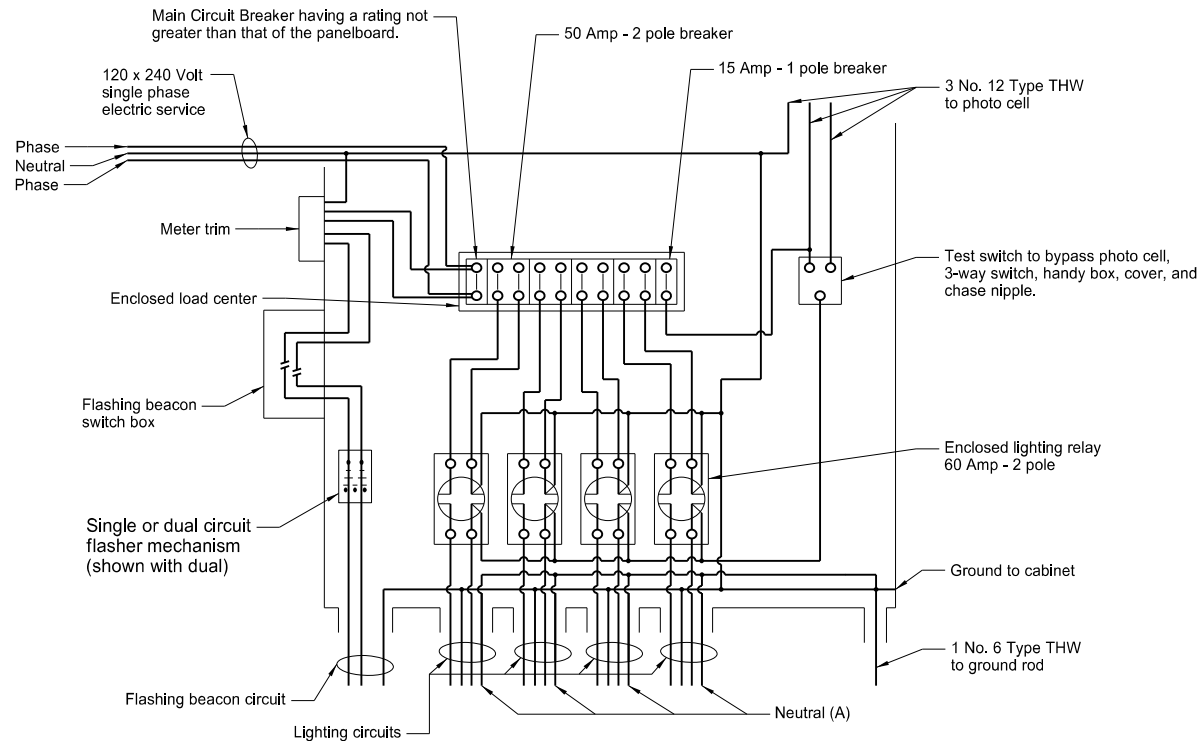 Main Circuit Breaker having a rating not
greater than that of the panelboard.
50 Amp - 2 pole breaker
15 Amp - 1 pole breaker
120 x 240 Volt
single phase
electric service
3 No. 12 Type THW
to photo cell
Phase
Neutral
Phase
Meter trim
Test switch to bypass photo cell,
3-way switch, handy box, cover, and
chase nipple.
Enclosed load center
Flashing beacon
switch box
Enclosed lighting relay
60 Amp - 2 pole
Single or dual circuit
flasher mechanism
(shown with dual)
Ground to cabinet
1 No. 6 Type THW
to ground rod
Flashing beacon circuit
Neutral (A)
Lighting circuits